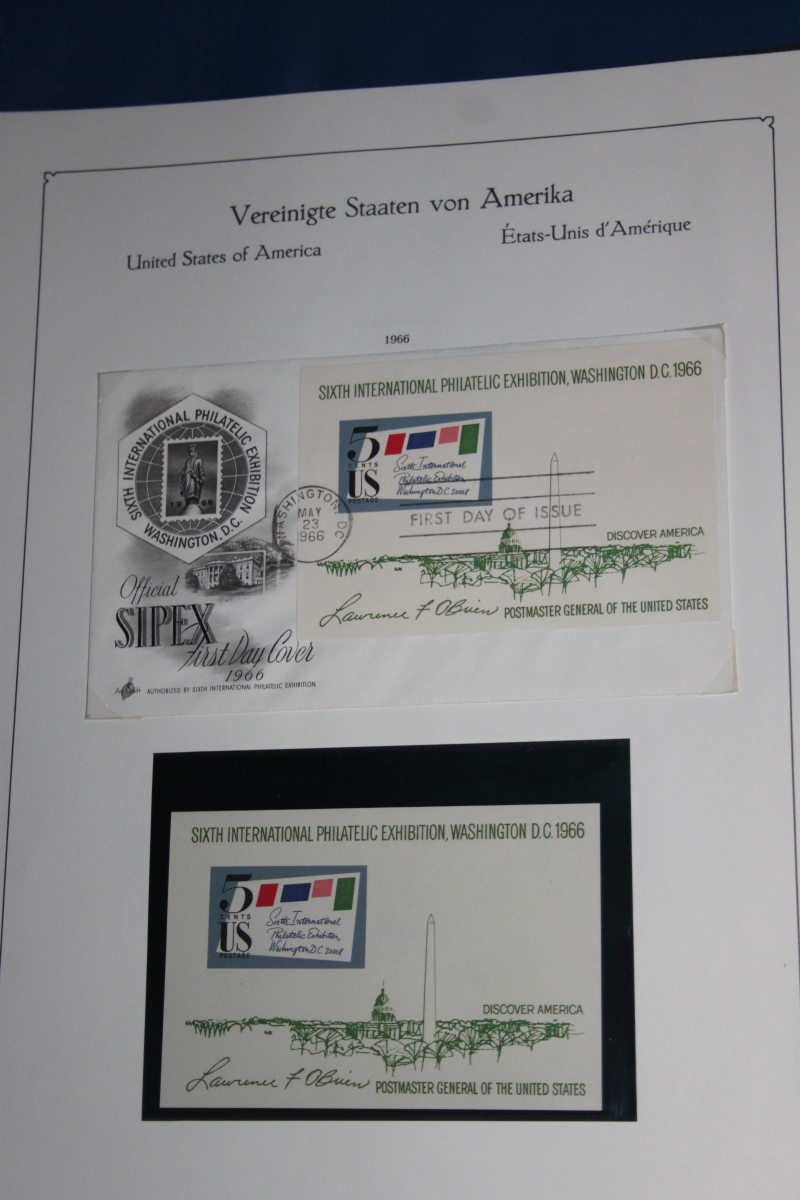 Vereinigte Staaten von Amerika
United States of America
États-Unis d'Amérique
1966
SIXTH INTERNATIONAL PHILATELIC EXHIBITION
1966
WASHINGTON, D.C.
Official
SIPEX
First Day Cover
1966
AUTHORIZED BY SIXTH INTERNATIONAL PHILATELIC EXHIBITION.
WASHINGTON, DC
MAY
23
1966
SIXTH INTERNATIONAL PHILATELIC EXHIBITION, WASHINGTON D.C. 1966
5
CENTS
US
POSTAGE
Sixth International
Philatelic Exhibition
Washington D.C. 20028
FIRST DAY OF ISSUE
DISCOVER AMERICA
Lawrence F O'Brien POSTMASTER GENERAL OF THE UNITED STATES
SIXTH INTERNATIONAL PHILATELIC EXHIBITION, WASHINGTON D.C. 1966
5
CENTS
US
POSTAGE
Sixth International
Philatelic Exhibition
Washington D.C. 20028
DISCOVER AMERICA
Lawrence F O'Brien POSTMASTER GENERAL OF THE UNITED STATES